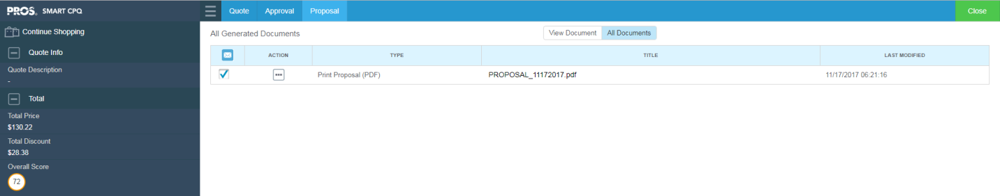 PROS. SMART CPQ
Quote Approval Proposal Close
Continue Shopping
Quote Info
Quote Description
-
Total
Total Price
$130.22
Total Discount
$28.38
Overall Score
72
All Generated Documents
View Document All Documents
ACTION TYPE TITLE LAST MODIFIED
Print Proposal (PDF) PROPOSAL_11172017.pdf 11/17/2017 06:21:16